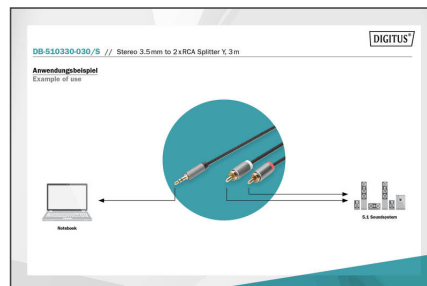 DIGITUS®
DB-510330-030/S // Stereo 3.5mm to 2xRCA Splitter Y, 3m
Anwendungsbeispiel
Example of use
Notebook
5.1 Soundsystem